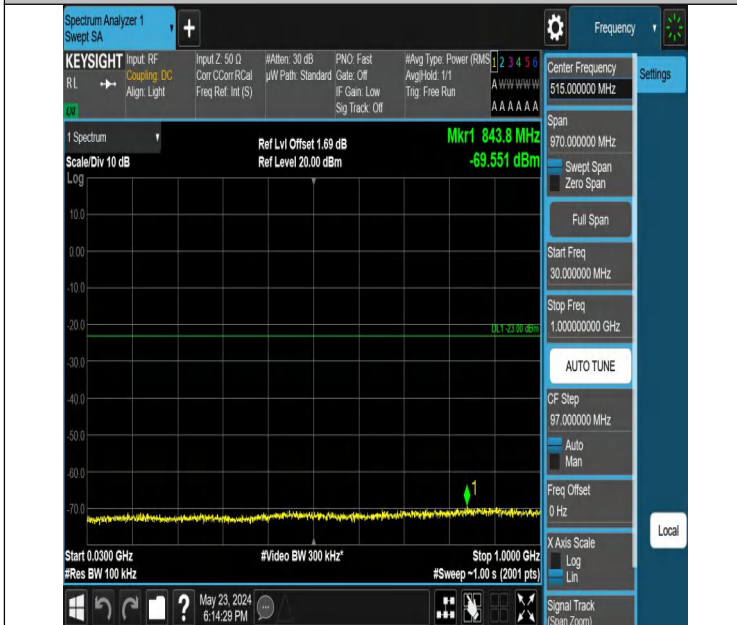 Spectrum Analyzer 1
Swept SA
+
Frequency
KEYSIGHT
RL
Input: RF
Coupling: DC
Align: Light
Input Z: 50 Ω
Corr CCorr RCal
Freq Ref: Int (S)
#Atten: 30 dB
µW Path: Standard
PNO: Fast
Gate: Off
IF Gain: Low
Sig Track: Off
#Avg Type: Power (RMS
Avg|Hold: 1/1
Trig: Free Run
1 2 3 4 5 6
A W W W W W
A A A A A A
1 Spectrum
Scale/Div 10 dB
Log
Ref Lvl Offset 1.69 dB
Ref Level 20.00 dBm
Mkr1 843.8 MHz
-69.551 dBm
10.0
0.00
-10.0
-20.0
DL1 -23.00 dBm
-30.0
-40.0
-50.0
-60.0
-70.0
1
Start 0.0300 GHz
#Res BW 100 kHz
#Video BW 300 kHz*
Stop 1.0000 GHz
#Sweep ~1.00 s (2001 pts)
?
May 23, 2024
6:14:29 PM
Center Frequency
515.000000 MHz
Settings
Span
970.000000 MHz
Swept Span
Zero Span
Full Span
Start Freq
30.000000 MHz
Stop Freq
1.000000000 GHz
AUTO TUNE
CF Step
97.000000 MHz
Auto
Man
Freq Offset
0 Hz
X Axis Scale
Log
Lin
Local
Signal Track
(Span Zoom)